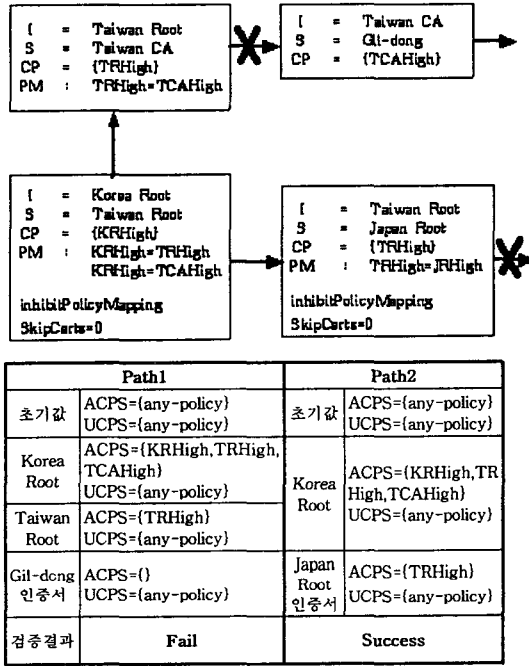 I = Taiwan Root
S = Taiwan CA
CP = {TRHigh}
PM : TRHigh=TCAHigh
I = Taiwan CA
S = Gil-dong
CP = {TCAHigh}
I = Korea Root
S = Taiwan Root
CP = {KRHigh}
PM : KRHigh=TRHigh
KRHigh=TCAHigh
inhibitPolicyMapping
SkipCerts=0
I = Taiwan Root
S = Japan Root
CP = {TRHigh}
PM : TRHigh=JRHigh
inhibitPolicyMapping
SkipCerts=0
Path1
Path2
초기값
ACPS={any-policy}
UCPS={any-policy}
초기값
ACPS={any-policy}
UCPS={any-policy}
Korea
Root
ACPS={KRHigh,TRHigh,
TCAHigh}
UCPS={any-policy}
Korea
Root
ACPS={KRHigh,TR
High,TCAHigh}
UCPS={any-policy}
Taiwan
Root
ACPS={TRHigh}
UCPS={any-policy}
Gil-dong
인증서
ACPS={}
UCPS={any-policy}
Japan
Root
인증서
ACPS={TRHigh}
UCPS={any-policy}
검증결과
Fail
Success